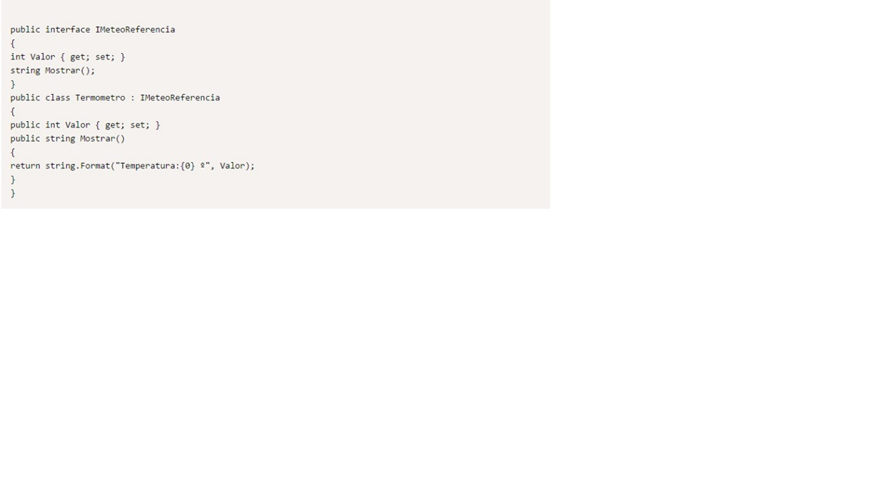 public interface IMeteoReferencia
{
int Valor { get; set; }
string Mostrar();
}
public class Termometro : IMeteoReferencia
{
public int Valor { get; set; }
public string Mostrar()
{
return string.Format("Temperatura:{0} º", Valor);
}
}